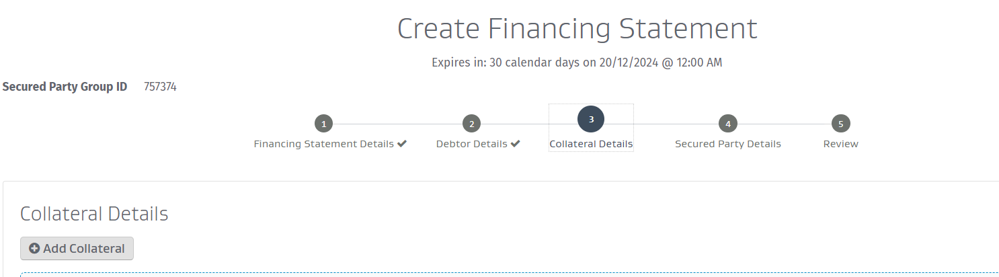 Create Financing Statement
Expires in: 30 calendar days on 20/12/2024 @ 12:00 AM
Secured Party Group ID 757374
1 2 3 4 5
Financing Statement Details Debtor Details Collateral Details Secured Party Details Review
Collateral Details
Add Collateral